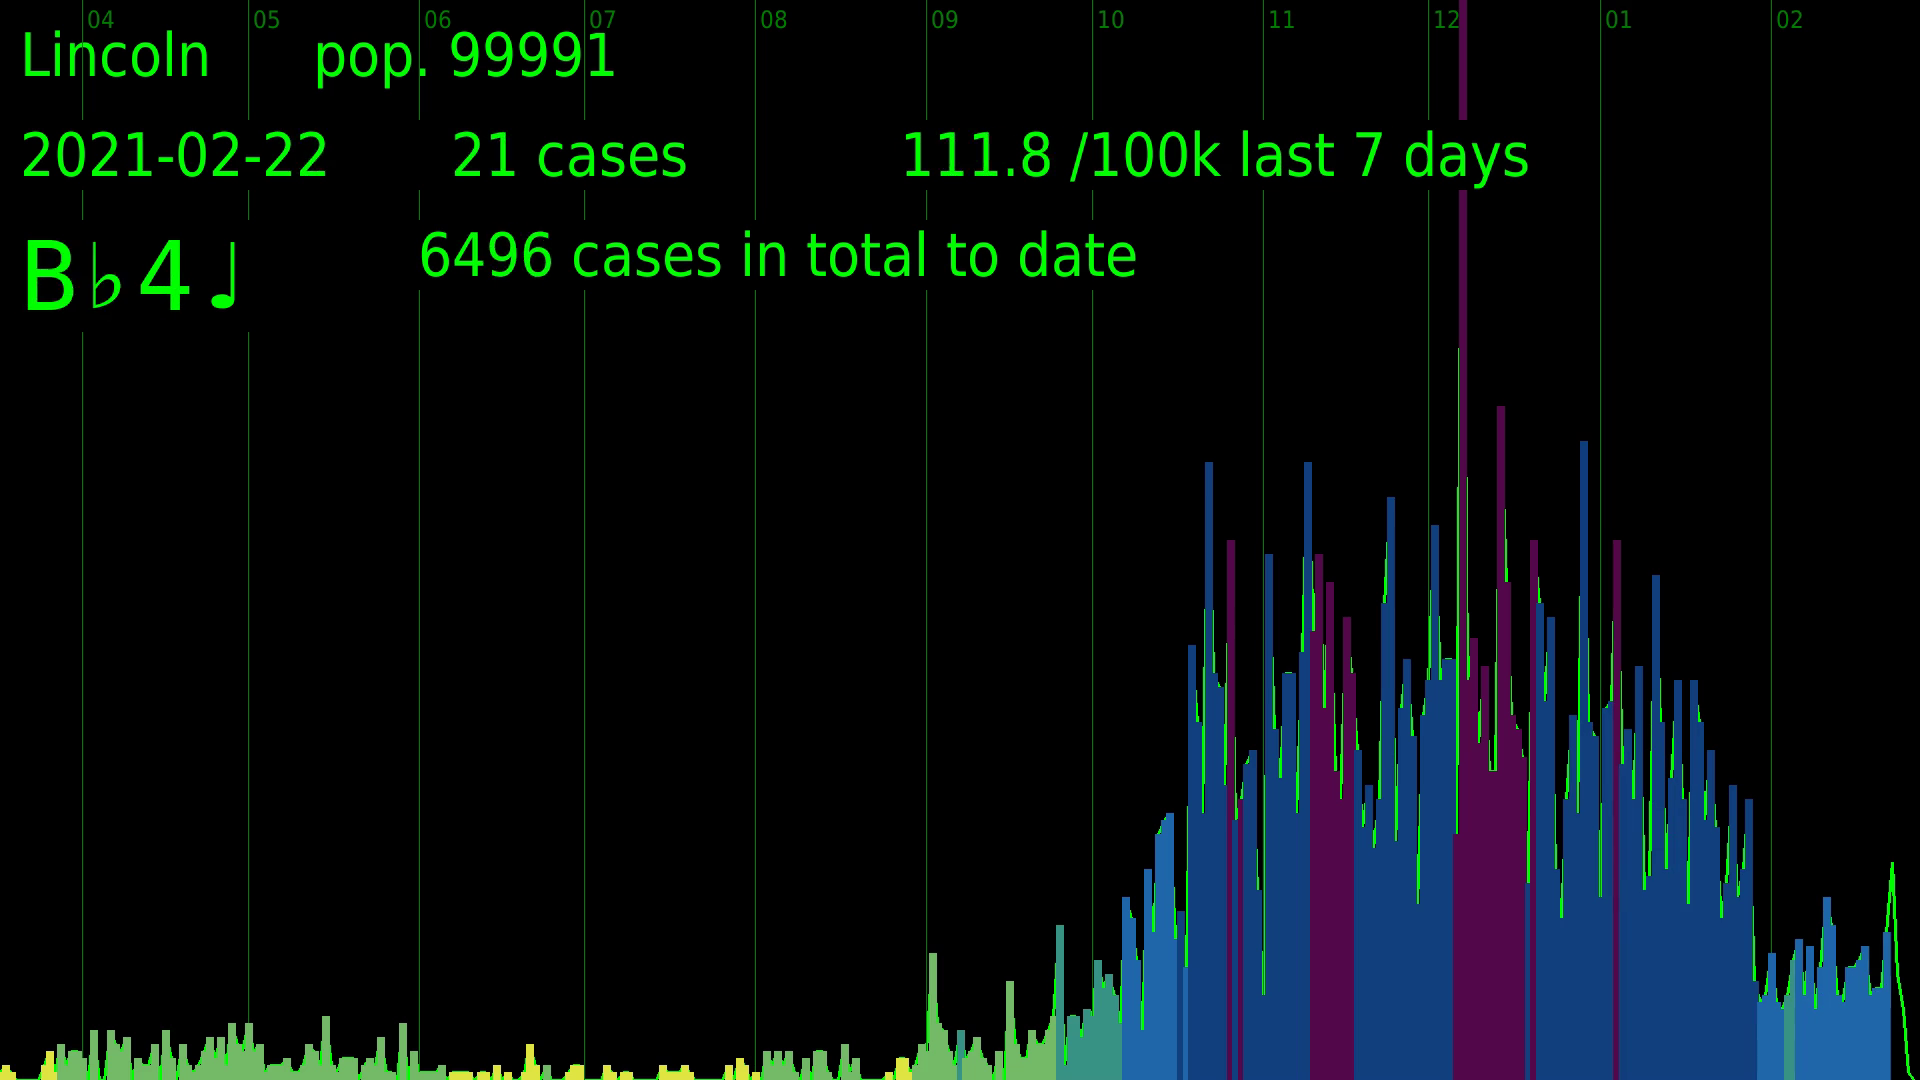 04 05 06 07 08 09 10 11 12 01 02
Lincoln pop. 99991
2021-02-22 21 cases 111.8 /100k last 7 days
B♭4♩ 6496 cases in total to date